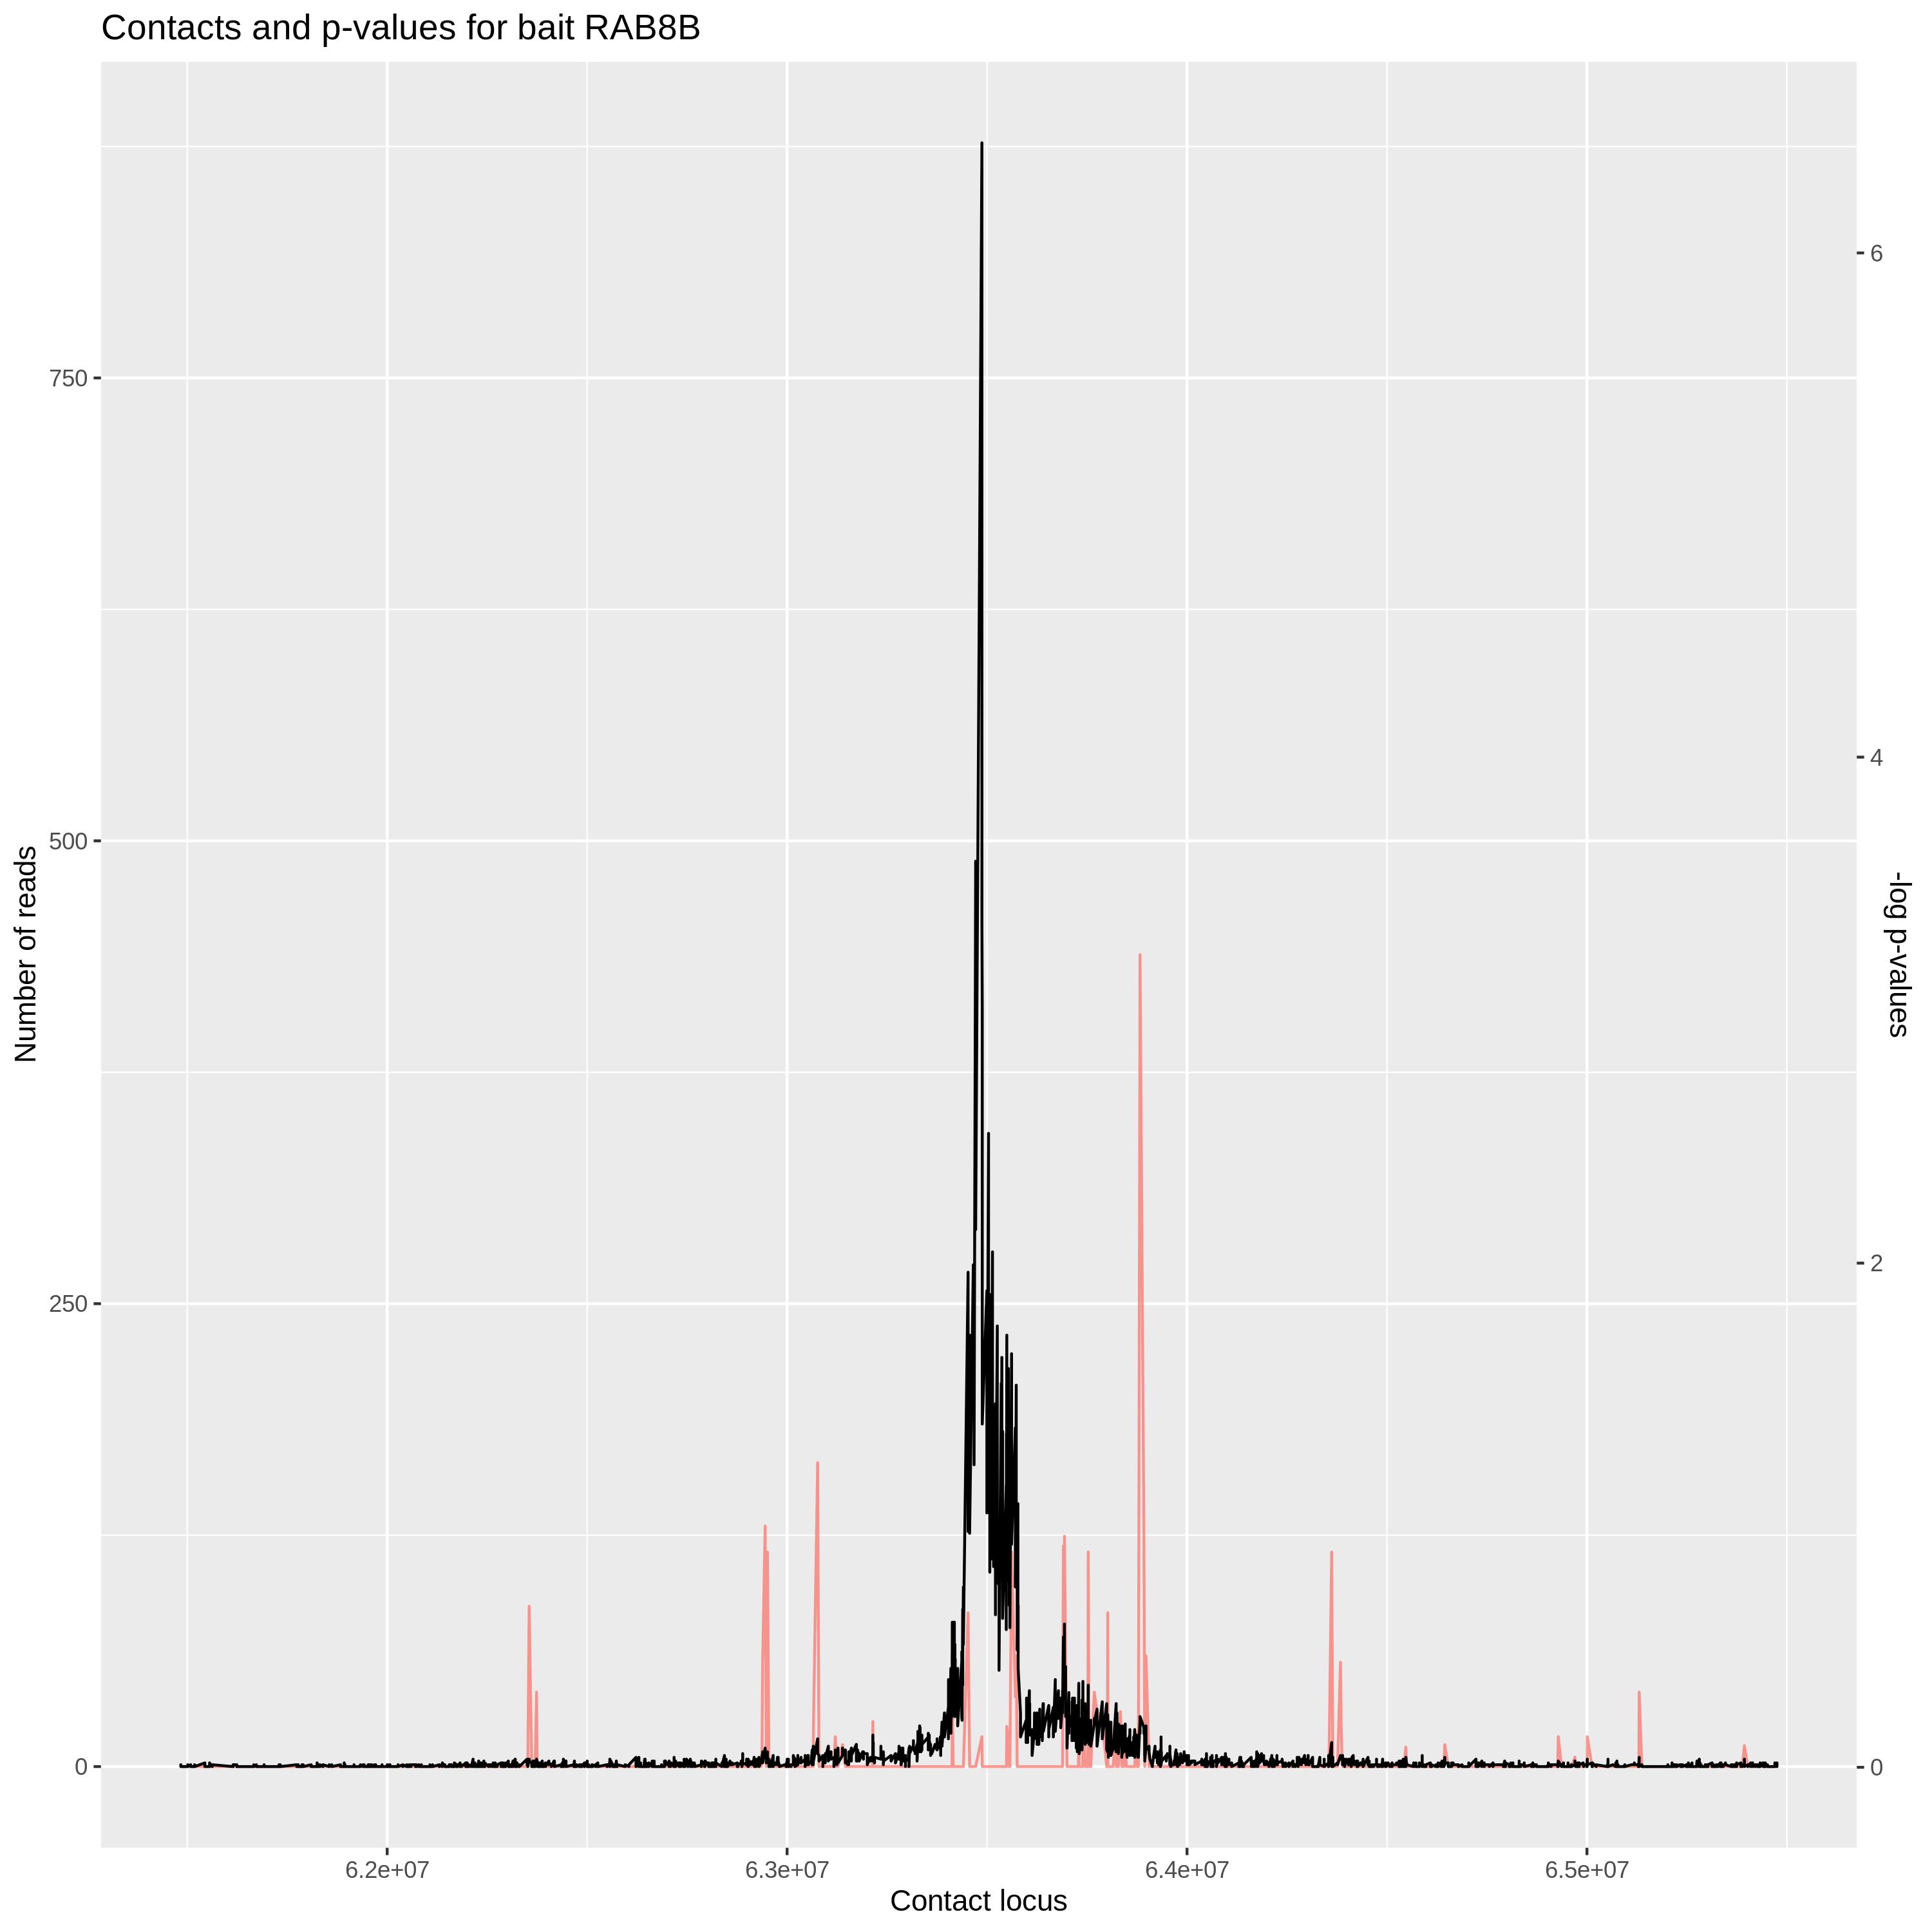 Contacts and p-values for bait RAB8B
Number of reads
750
500
250
0
6
4
2
0
-log p-values
6.2e+07
6.3e+07
6.4e+07
6.5e+07
Contact locus